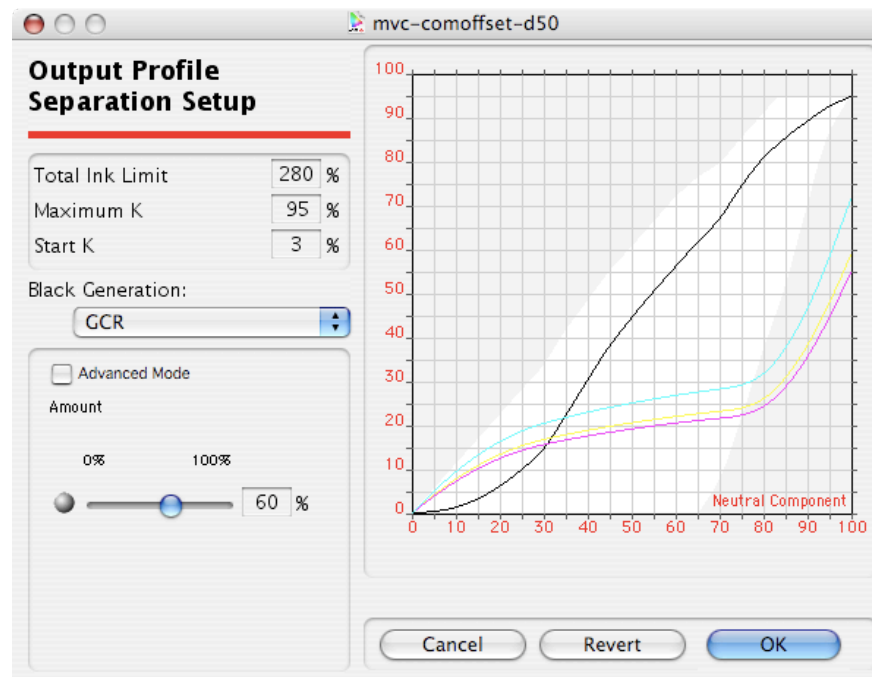 mvc-comoffset-d50
Output Profile
Separation Setup
Total Ink Limit 280 %
Maximum K 95 %
Start K 3 %
Black Generation:
GCR
Advanced Mode
Amount
0% 100%
60 %
100
90
80
70
60
50
40
30
20
10
0
Neutral Component
0 10 20 30 40 50 60 70 80 90 100
Cancel Revert OK